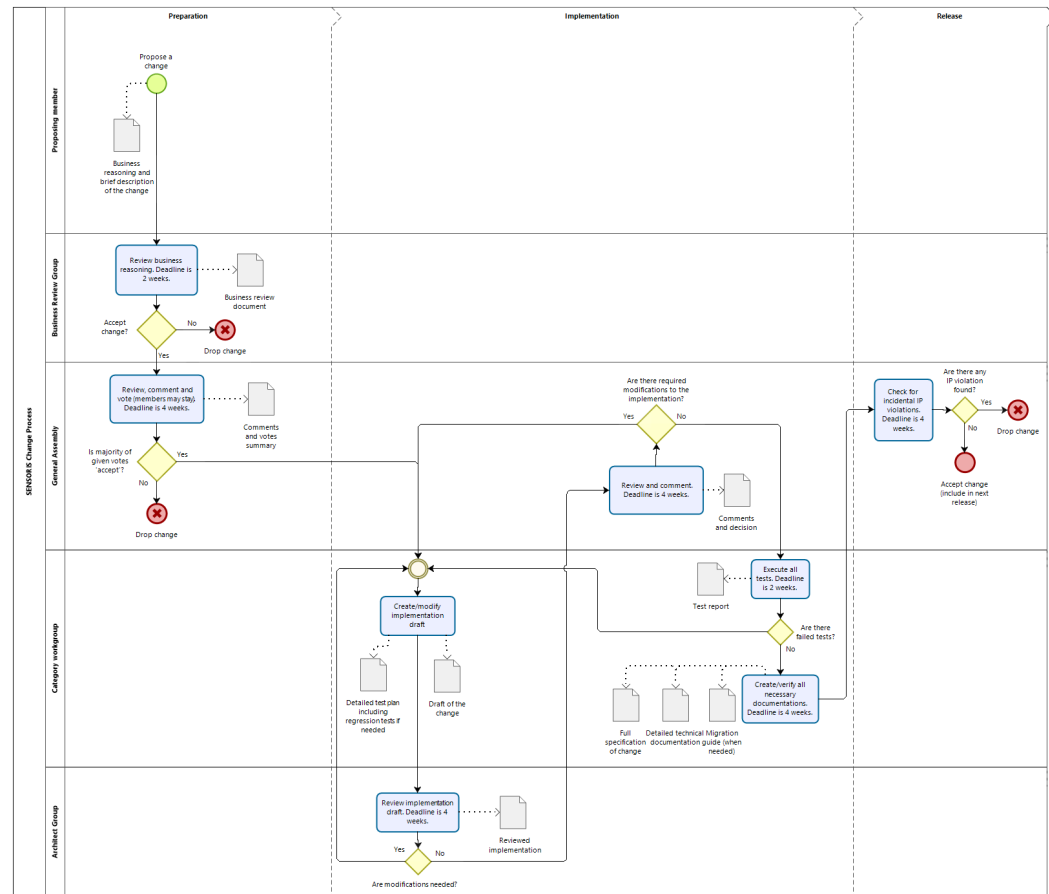 Preparation
Implementation
Release
SENSORIS Change Process
Proposing member
Propose a
change
Business
reasoning and
brief description
of the change
Business Review Group
Review business
reasoning. Deadline is
2 weeks.
Business review
document
Accept
change?
No
Drop change
Yes
General Assembly
Review, comment and
vote (members may stay).
Deadline is 4 weeks.
Comments
and votes
summary
Is majority of
given votes
'accept'?
Yes
No
Drop change
Are there required
modifications to the
implementation?
Yes
No
Review and comment.
Deadline is 4 weeks.
Comments
and decision
Check for
incidental IP
violations.
Deadline is 4
weeks.
Are there any
IP violation
found?
Yes
Drop change
No
Accept change
(include in next
release)
Category workgroup
Create/modify
implementation
draft
Detailed test plan
including
regression tests if
needed
Draft of the
change
Execute all
tests. Deadline
is 2 weeks.
Test report
Are there
failed tests?
No
Create/verify all
necessary
documentations.
Deadline is 4 weeks.
Full
specification
of change
Detailed technical
documentation
Migration
guide (when
needed)
Architect Group
Review implementation
draft. Deadline is 4
weeks.
Reviewed
implementation
Yes
No
Are modifications needed?